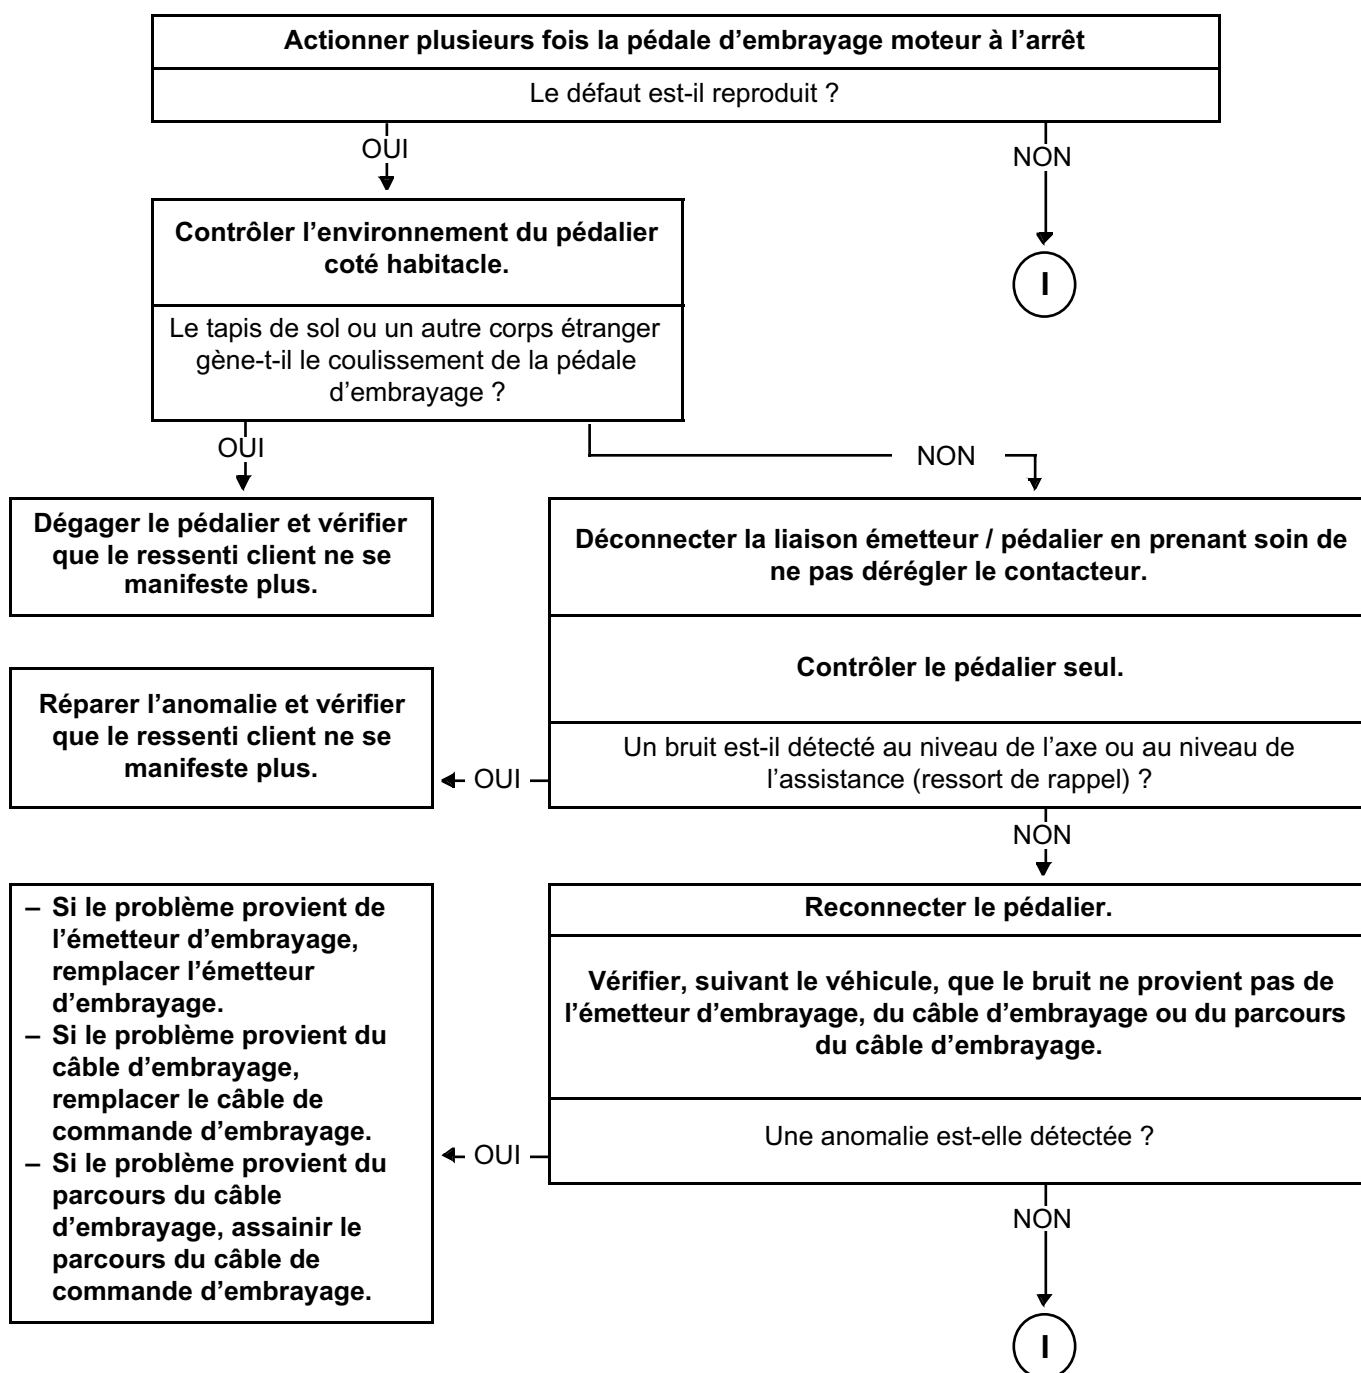 Actionner plusieurs fois la pédale d’embrayage moteur à l’arrêt
Le défaut est-il reproduit ?
OUI
NON
Contrôler l’environnement du pédalier
coté habitacle.
I
Le tapis de sol ou un autre corps étranger
gène-t-il le coulissement de la pédale
d’embrayage ?
OUI
NON
Dégager le pédalier et vérifier
que le ressenti client ne se
manifeste plus.
Déconnecter la liaison émetteur / pédalier en prenant soin de
ne pas dérégler le contacteur.
Contrôler le pédalier seul.
Réparer l’anomalie et vérifier
que le ressenti client ne se
manifeste plus.
Un bruit est-il détecté au niveau de l’axe ou au niveau de
l’assistance (ressort de rappel) ?
OUI
NON
Reconnecter le pédalier.
Vérifier, suivant le véhicule, que le bruit ne provient pas de
l’émetteur d’embrayage, du câble d’embrayage ou du parcours
du câble d’embrayage.
– Si le problème provient de
l’émetteur d’embrayage,
remplacer l’émetteur
d’embrayage.
– Si le problème provient du
câble d’embrayage,
remplacer le câble de
commande d’embrayage.
– Si le problème provient du
parcours du câble
d’embrayage, assainir le
parcours du câble de
commande d’embrayage.
Une anomalie est-elle détectée ?
OUI
NON
I